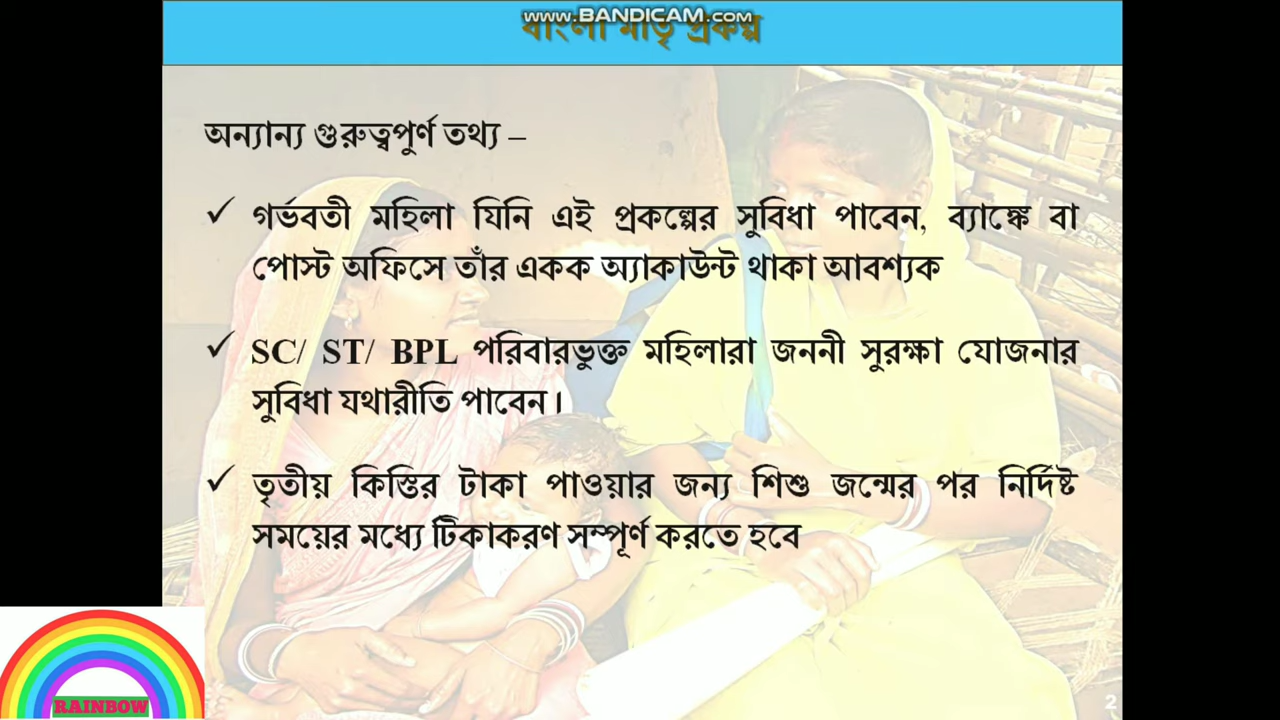 www.BANDICAM.com
বাংলা মাতৃ প্রকল্প
অন্যান্য গুরুত্বপুর্ণ তথ্য –
✓ গর্ভবতী মহিলা যিনি এই প্রকল্পের সুবিধা পাবেন, ব্যাঙ্কে বা
পোস্ট অফিসে তাঁর একক অ্যাকাউন্ট থাকা আবশ্যক
✓ SC/ ST/ BPL পরিবারভুক্ত মহিলারা জননী সুরক্ষা যোজনার
সুবিধা যথারীতি পাবেন।
✓ তৃতীয় কিস্তির টাকা পাওয়ার জন্য শিশু জন্মের পর নির্দিষ্ট
সময়ের মধ্যে টিকাকরণ সম্পূর্ণ করতে হবে
RAINBOW
2